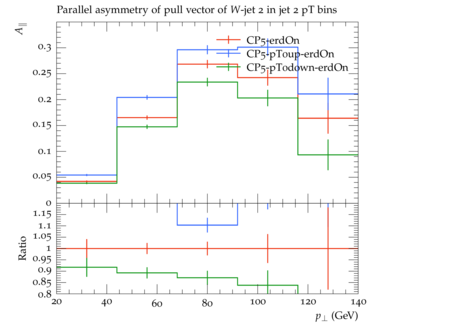 Parallel asymmetry of pull vector of W-jet 2 in jet 2 pT bins
A∥
CP5-erdOn
CP5-pToup-erdOn
CP5-pTodown-erdOn
0.3
0.25
0.2
0.15
0.1
0.05
0
Ratio
1.15
1.1
1.05
1
0.95
0.9
0.85
0.8
20 40 60 80 100 120 140
p⊥ (GeV)